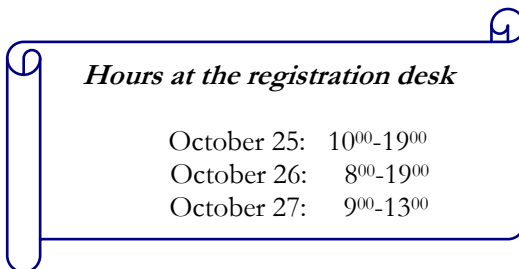 Hours at the registration desk
October 25: 10⁰⁰-19⁰⁰
October 26: 8⁰⁰-19⁰⁰
October 27: 9⁰⁰-13⁰⁰